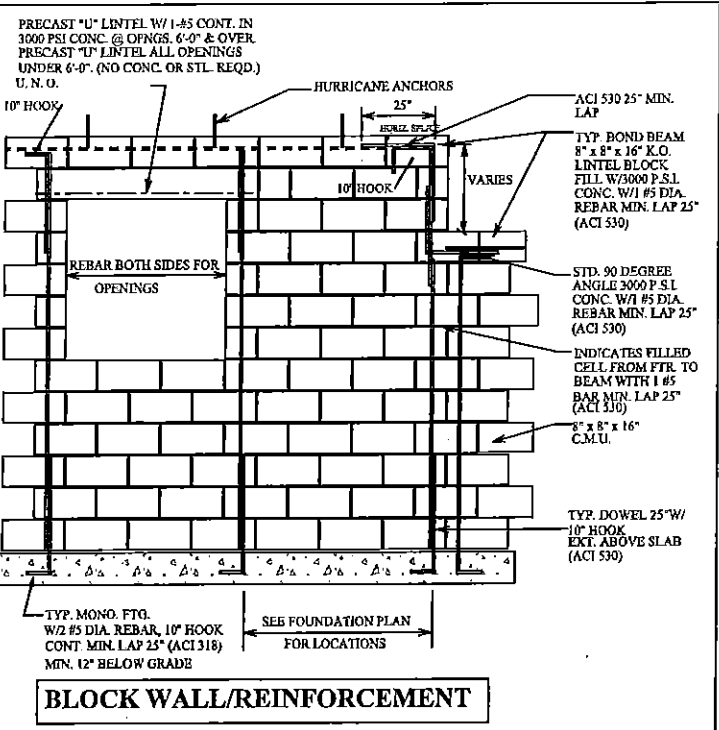 PRECAST "U" LINTEL W/ 1-#5 CONT. IN
3000 PSI CONC. @ OPNGS. 6'-0" & OVER
PRECAST "U" LINTEL ALL OPENINGS
UNDER 6'-0". (NO CONC. OR STL. REQD.)
U. N. O.
10" HOOK
HURRICANE ANCHORS
25"
HORIZ. SPLICE
10" HOOK
VARIES
ACI 530 25" MIN.
LAP
TYP. BOND BEAM
8" x 8" x 16" K.O.
LINTEL BLOCK
FILL W/3000 P.S.I.
CONC. W/1 #5 DIA.
REBAR MIN. LAP 25"
(ACI 530)
REBAR BOTH SIDES FOR
OPENINGS
STD. 90 DEGREE
ANGLE 3000 P.S.I.
CONC. W/1 #5 DIA.
REBAR MIN. LAP 25"
(ACI 530)
INDICATES FILLED
CELL FROM FTR. TO
BEAM WITH 1 #5
BAR MIN. LAP 25"
(ACI 530)
8" x 8" x 16"
C.M.U.
TYP. DOWEL 25"W/
10" HOOK
EXT. ABOVE SLAB
(ACI 530)
TYP. MONO. FTG.
W/2 #5 DIA. REBAR, 10" HOOK
CONT. MIN. LAP 25" (ACI 318)
MIN. 12" BELOW GRADE
SEE FOUNDATION PLAN
FOR LOCATIONS
BLOCK WALL/REINFORCEMENT